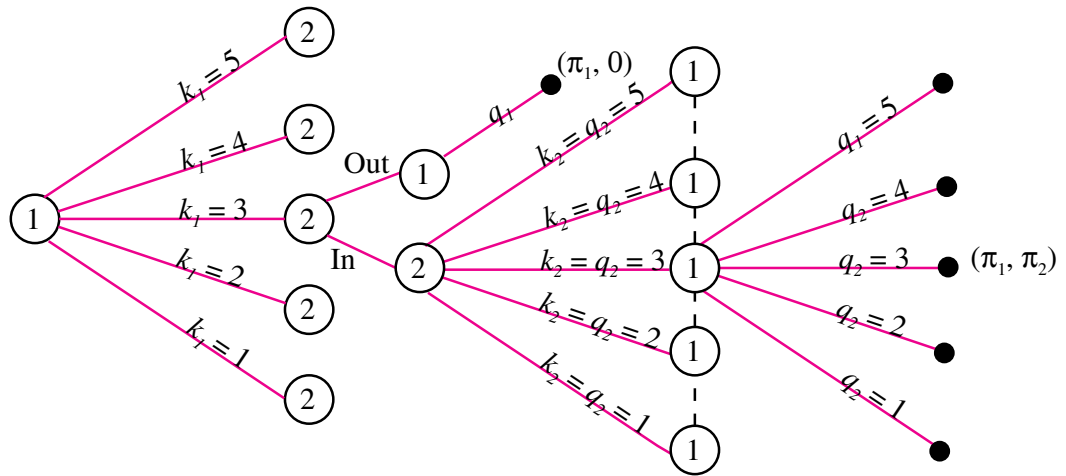 1
k₁ = 5
k₁ = 4
k₁ = 3
k₁ = 2
k₁ = 1
2
2
2
2
2
Out
In
1
q₁
(π₁, 0)
2
k₂ = q₂ = 5
k₂ = q₂ = 4
k₂ = q₂ = 3
k₂ = q₂ = 2
k₂ = q₂ = 1
1
1
1
1
1
q₁ = 5
q₂ = 4
q₂ = 3
q₂ = 2
q₂ = 1
(π₁, π₂)